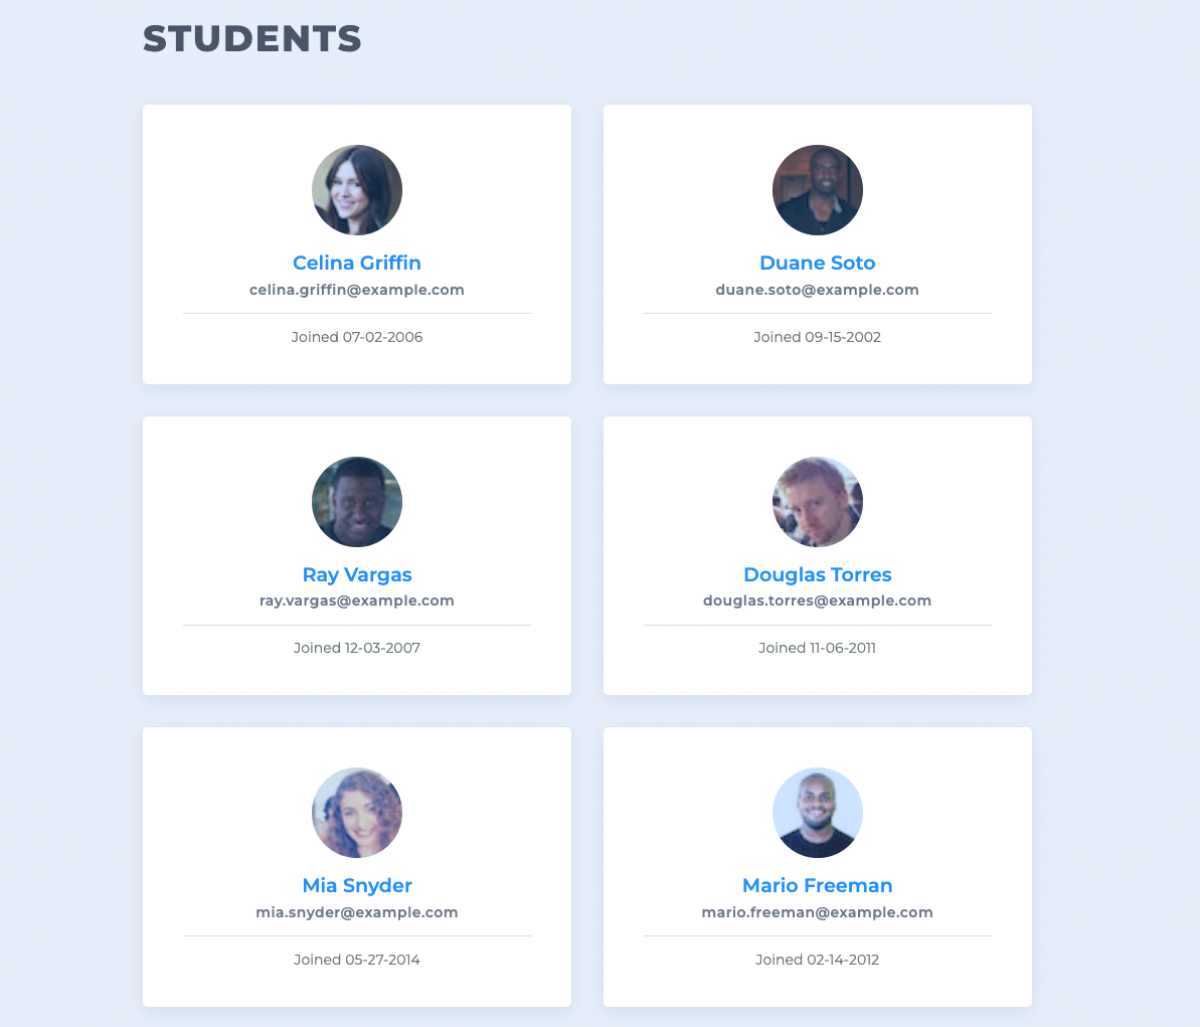 STUDENTS
Celina Griffin
celina.griffin@example.com
Joined 07-02-2006
Duane Soto
duane.soto@example.com
Joined 09-15-2002
Ray Vargas
ray.vargas@example.com
Joined 12-03-2007
Douglas Torres
douglas.torres@example.com
Joined 11-06-2011
Mia Snyder
mia.snyder@example.com
Joined 05-27-2014
Mario Freeman
mario.freeman@example.com
Joined 02-14-2012